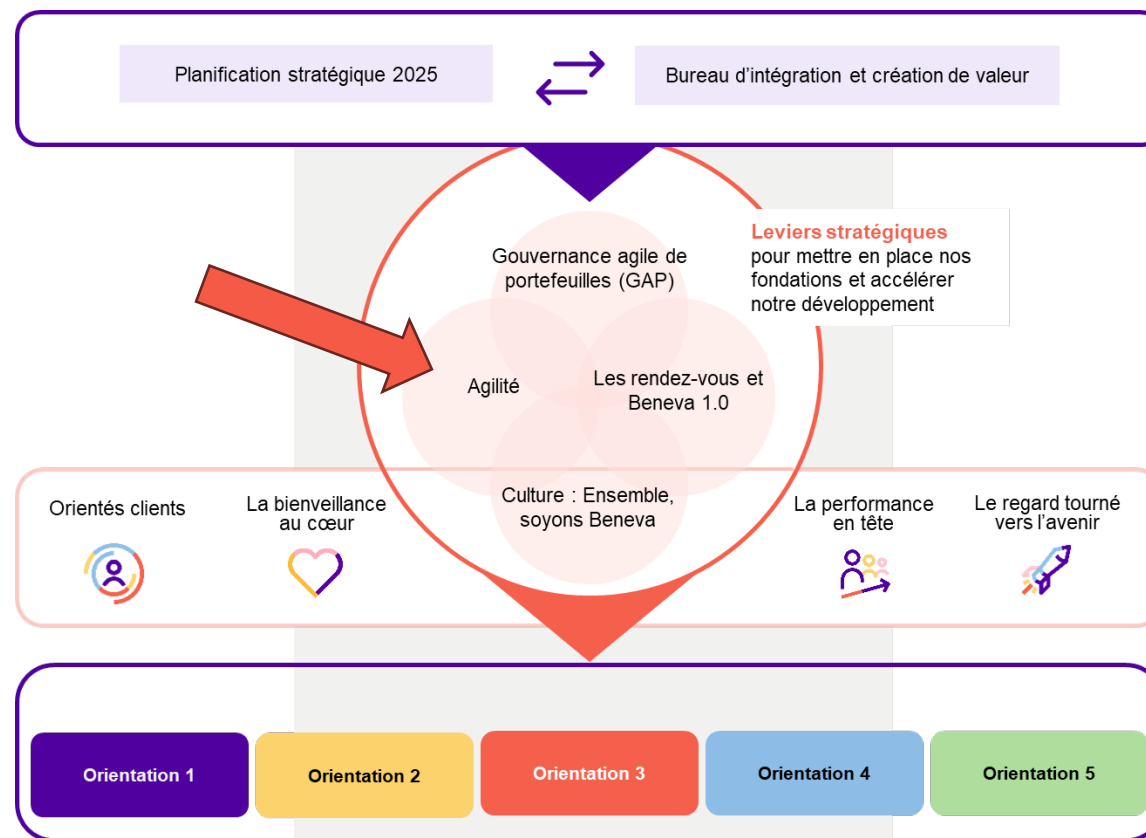 Planification stratégique 2025
Bureau d’intégration et création de valeur
Leviers stratégiques
pour mettre en place nos
fondations et accélérer
notre développement
Gouvernance agile de
portefeuilles (GAP)
Agilité
Les rendez-vous et
Beneva 1.0
Culture : Ensemble,
soyons Beneva
Orientés clients
La bienveillance
au cœur
La performance
en tête
Le regard tourné
vers l’avenir
Orientation 1
Orientation 2
Orientation 3
Orientation 4
Orientation 5